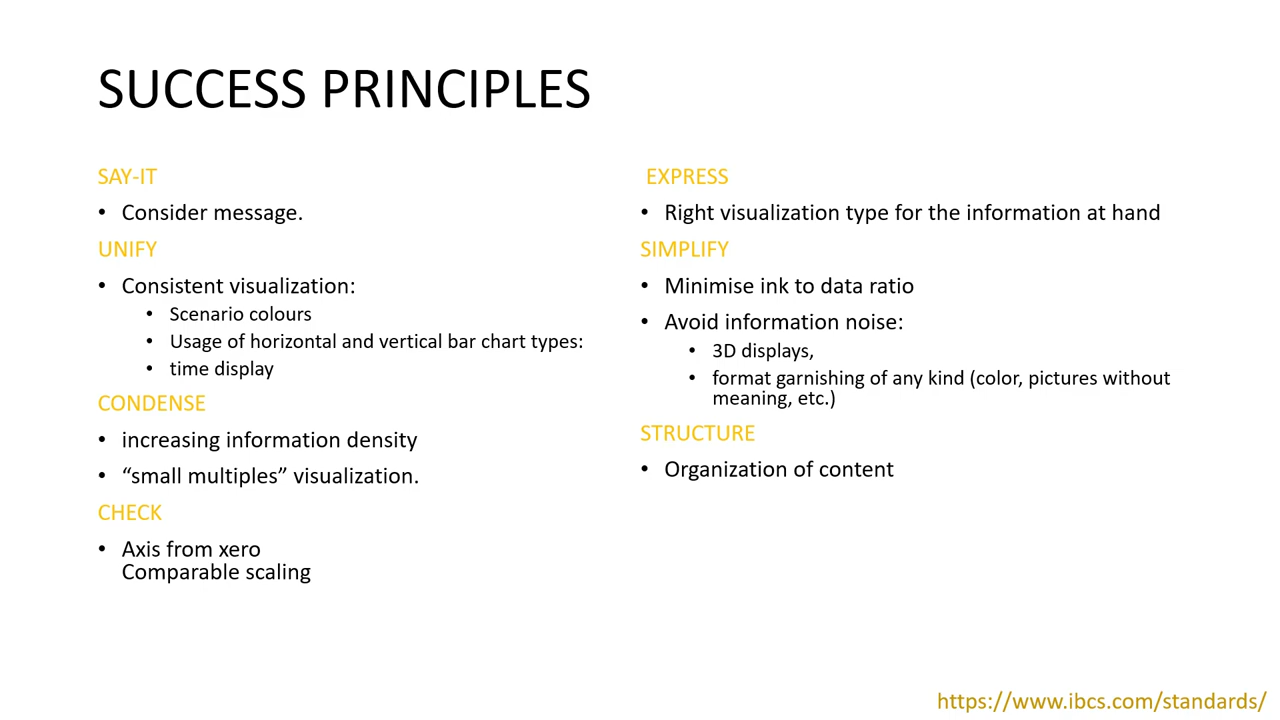 SUCCESS PRINCIPLES
SAY-IT
• Consider message.
UNIFY
• Consistent visualization:
• Scenario colours
• Usage of horizontal and vertical bar chart types:
• time display
CONDENSE
• increasing information density
• “small multiples” visualization.
CHECK
• Axis from xero
Comparable scaling
EXPRESS
• Right visualization type for the information at hand
SIMPLIFY
• Minimise ink to data ratio
• Avoid information noise:
• 3D displays,
• format garnishing of any kind (color, pictures without
meaning, etc.)
STRUCTURE
• Organization of content
https://www.ibcs.com/standards/